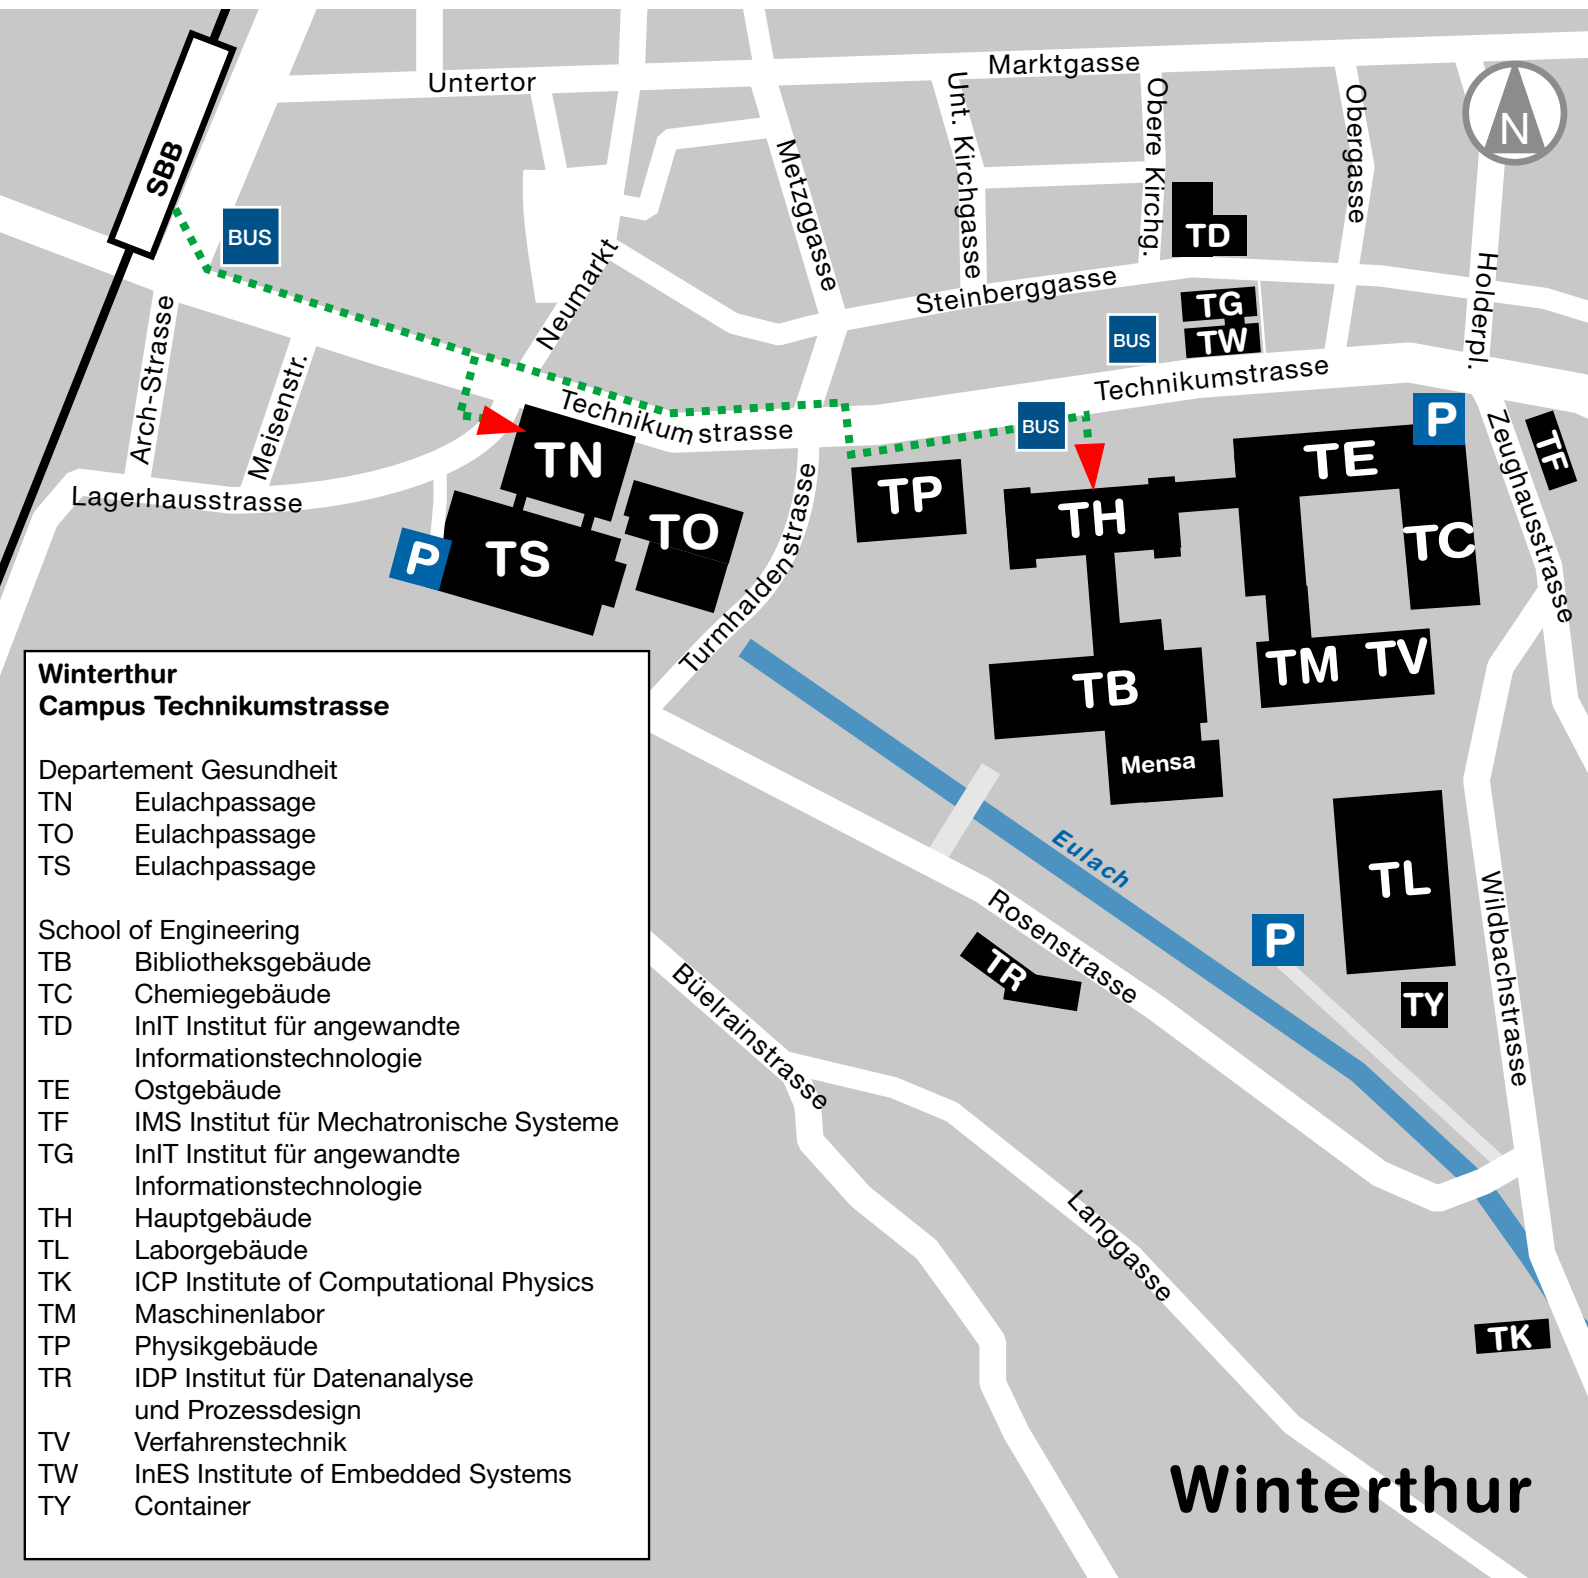 Untertor
Marktgasse
SBB
BUS
Metzggasse
Unt. Kirchgasse
Obere Kirchg.
Obergasse
N
TD
Neumarkt
Steinberggasse
Holderpl.
TG
TW
BUS
Arch-Strasse
Meisenstr.
Technikumstrasse
Technikum strasse
BUS
P
TF
Zeughausstrasse
Lagerhausstrasse
TN
TO
TS
P
Turmhaldenstrasse
TP
TH
TE
TC
TM TV
TB
Mensa
Eulach
TL
P
TY
Wildbachstrasse
Rosenstrasse
TR
Büelrainstrasse
Langgasse
TK
Winterthur
Winterthur
Campus Technikumstrasse
Departement Gesundheit
TN Eulachpassage
TO Eulachpassage
TS Eulachpassage
School of Engineering
TB Bibliotheksgebäude
TC Chemiegebäude
TD InIT Institut für angewandte
Informationstechnologie
TE Ostgebäude
TF IMS Institut für Mechatronische Systeme
TG InIT Institut für angewandte
Informationstechnologie
TH Hauptgebäude
TL Laborgebäude
TK ICP Institute of Computational Physics
TM Maschinenlabor
TP Physikgebäude
TR IDP Institut für Datenanalyse
und Prozessdesign
TV Verfahrenstechnik
TW InES Institute of Embedded Systems
TY Container